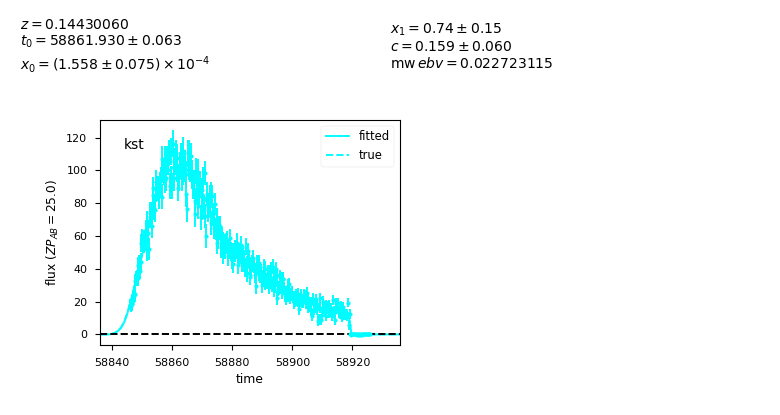 z = 0.14430060
t₀ = 58861.930 ± 0.063
x₀ = (1.558 ± 0.075) × 10⁻⁴
x₁ = 0.74 ± 0.15
c = 0.159 ± 0.060
mw ebv = 0.022723115
kst
fitted
true
120
100
80
60
40
20
0
flux (ZP_AB = 25.0)
58840 58860 58880 58900 58920
time